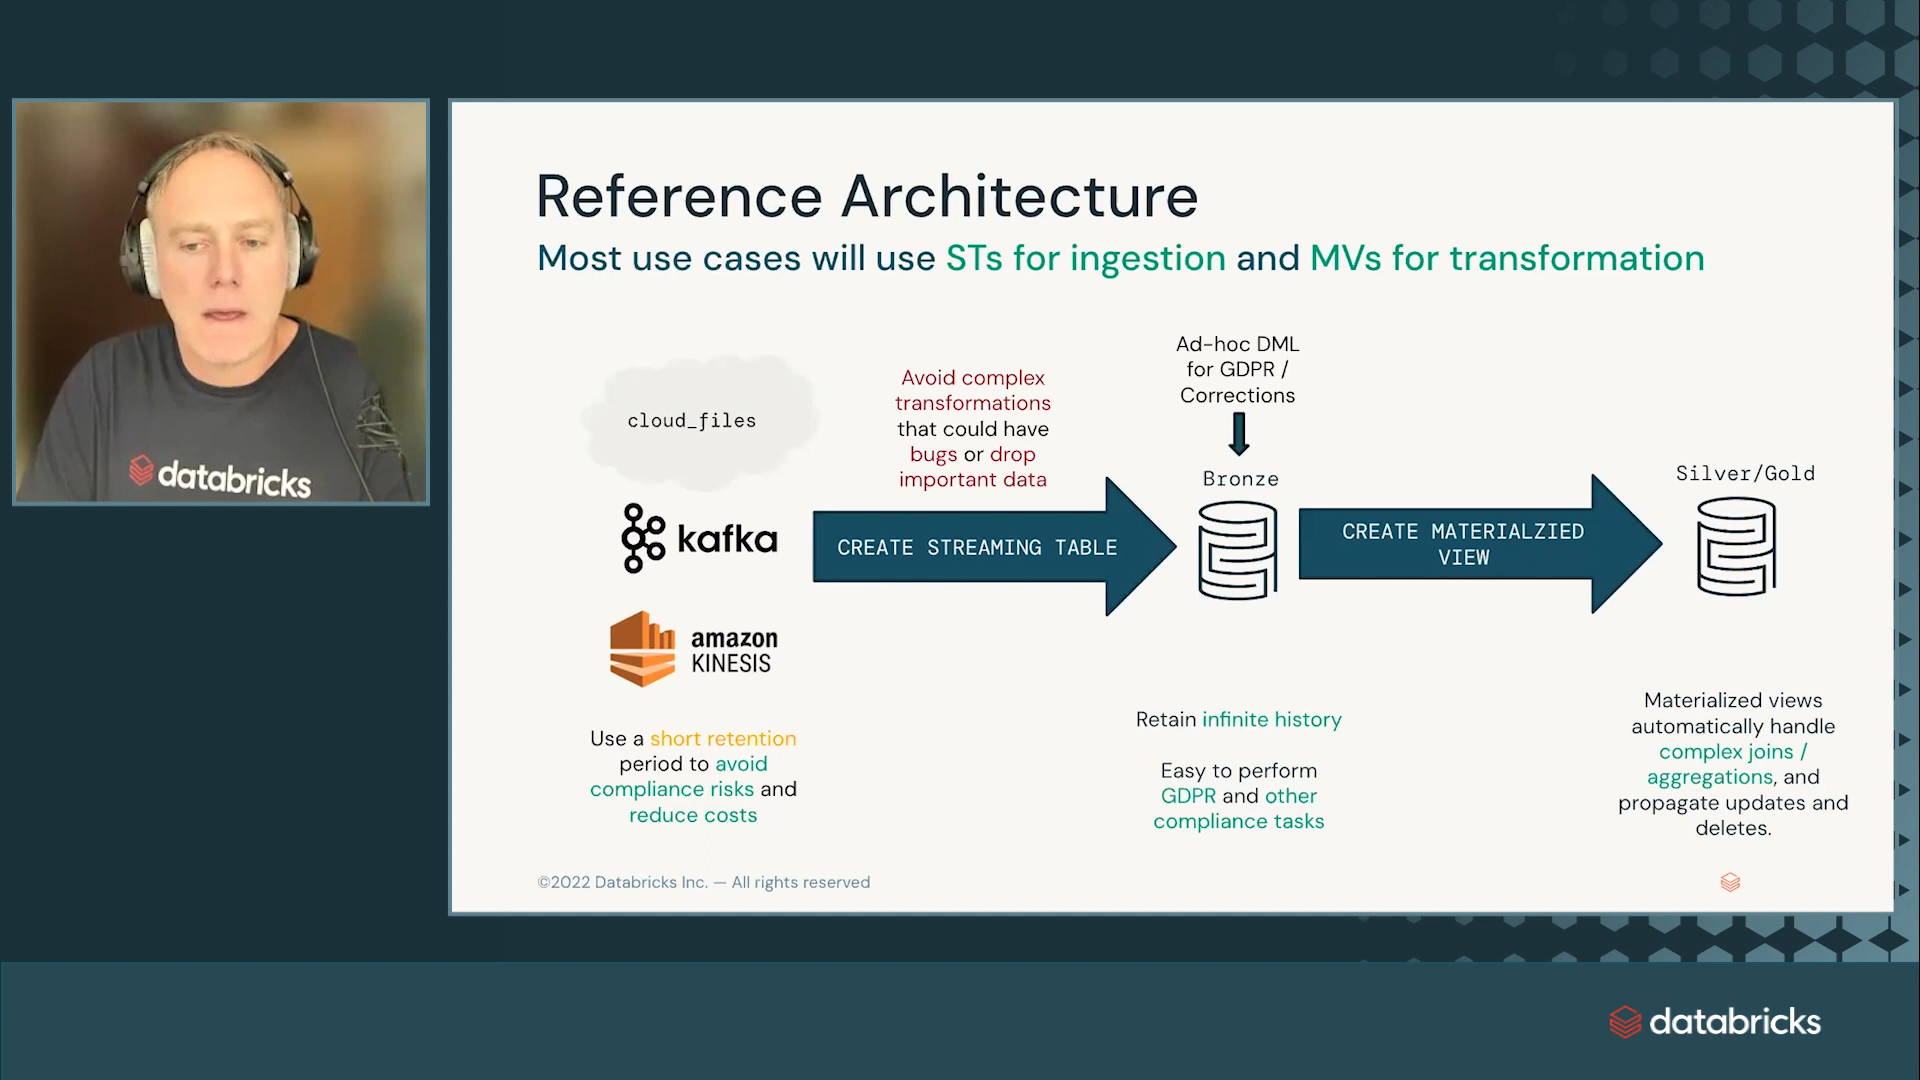 databricks
Reference Architecture
Most use cases will use STs for ingestion and MVs for transformation
cloud_files
kafka
amazon
KINESIS
Use a short retention
period to avoid
compliance risks and
reduce costs
Avoid complex
transformations
that could have
bugs or drop
important data
CREATE STREAMING TABLE
Ad-hoc DML
for GDPR /
Corrections
Bronze
Retain infinite history
Easy to perform
GDPR and other
compliance tasks
CREATE MATERIALZIED
VIEW
Silver/Gold
Materialized views
automatically handle
complex joins /
aggregations, and
propagate updates and
deletes.
©2022 Databricks Inc. — All rights reserved
databricks